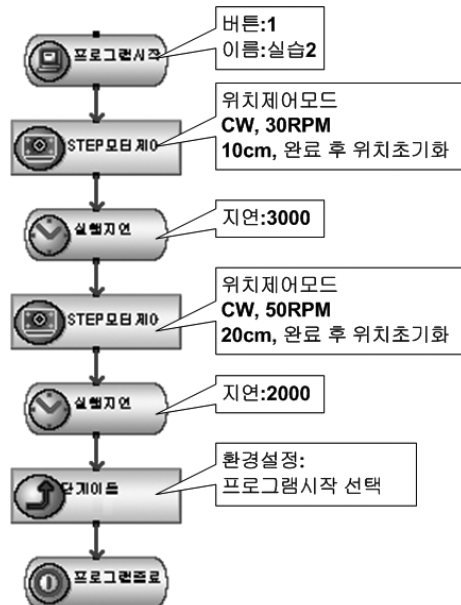 버튼:1
이름:실습2
프로그램시작
위치제어모드
CW, 30RPM
10cm, 완료 후 위치초기화
STEP모터제어
지연:3000
실행지연
위치제어모드
CW, 50RPM
20cm, 완료 후 위치초기화
STEP모터제어
지연:2000
실행지연
환경설정:
프로그램시작 선택
단게이트
프로그램종료